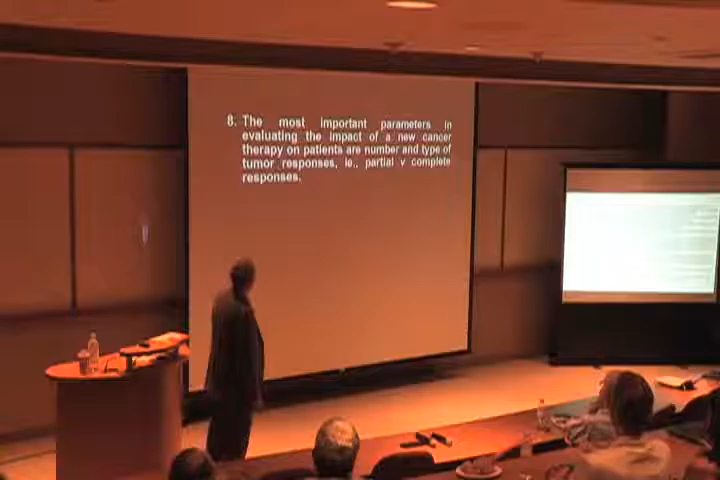 8. The most important parameters in
evaluating the impact of a new cancer
therapy on patients are number and type of
tumor responses, ie., partial v complete
responses.